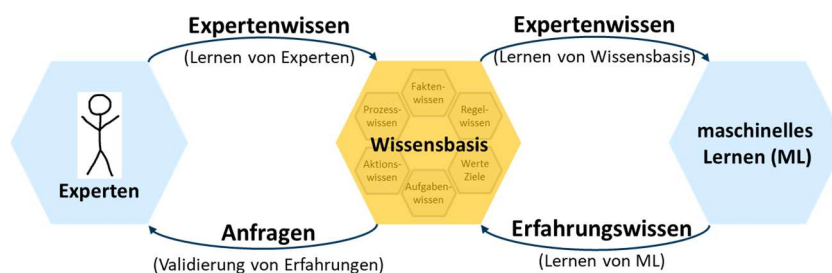 Expertenwissen
(Lernen von Experten)
Expertenwissen
(Lernen von Wissensbasis)
Experten
Fakten-
wissen
Prozess-
wissen
Regel-
wissen
Wissensbasis
Aktions-
wissen
Werte
Ziele
Aufgaben-
wissen
maschinelles
Lernen (ML)
Anfragen
(Validierung von Erfahrungen)
Erfahrungswissen
(Lernen von ML)